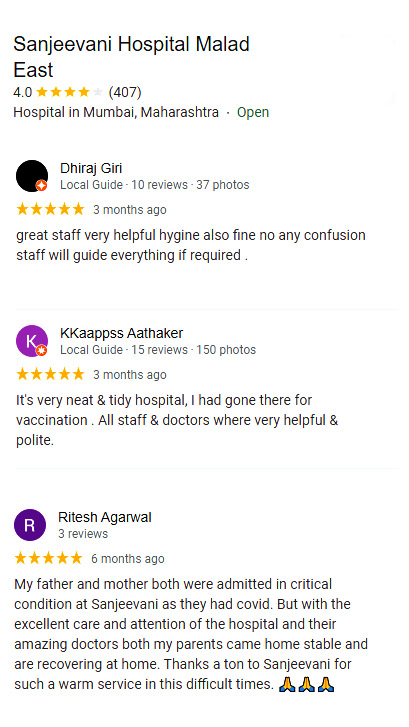 Sanjeevani Hospital Malad
East
4.0 ★★★★★ (407)
Hospital in Mumbai, Maharashtra · Open
Dhiraj Giri
Local Guide · 10 reviews · 37 photos
★★★★★ 3 months ago
great staff very helpful hygine also fine no any confusion
staff will guide everything if required .
K
KKaappss Aathaker
Local Guide · 15 reviews · 150 photos
★★★★★ 3 months ago
It's very neat & tidy hospital, I had gone there for
vaccination . All staff & doctors where very helpful &
polite.
R
Ritesh Agarwal
3 reviews
★★★★★ 6 months ago
My father and mother both were admitted in critical
condition at Sanjeevani as they had covid. But with the
excellent care and attention of the hospital and their
amazing doctors both my parents came home stable and
are recovering at home. Thanks a ton to Sanjeevani for
such a warm service in this difficult times. 🙏🙏🙏